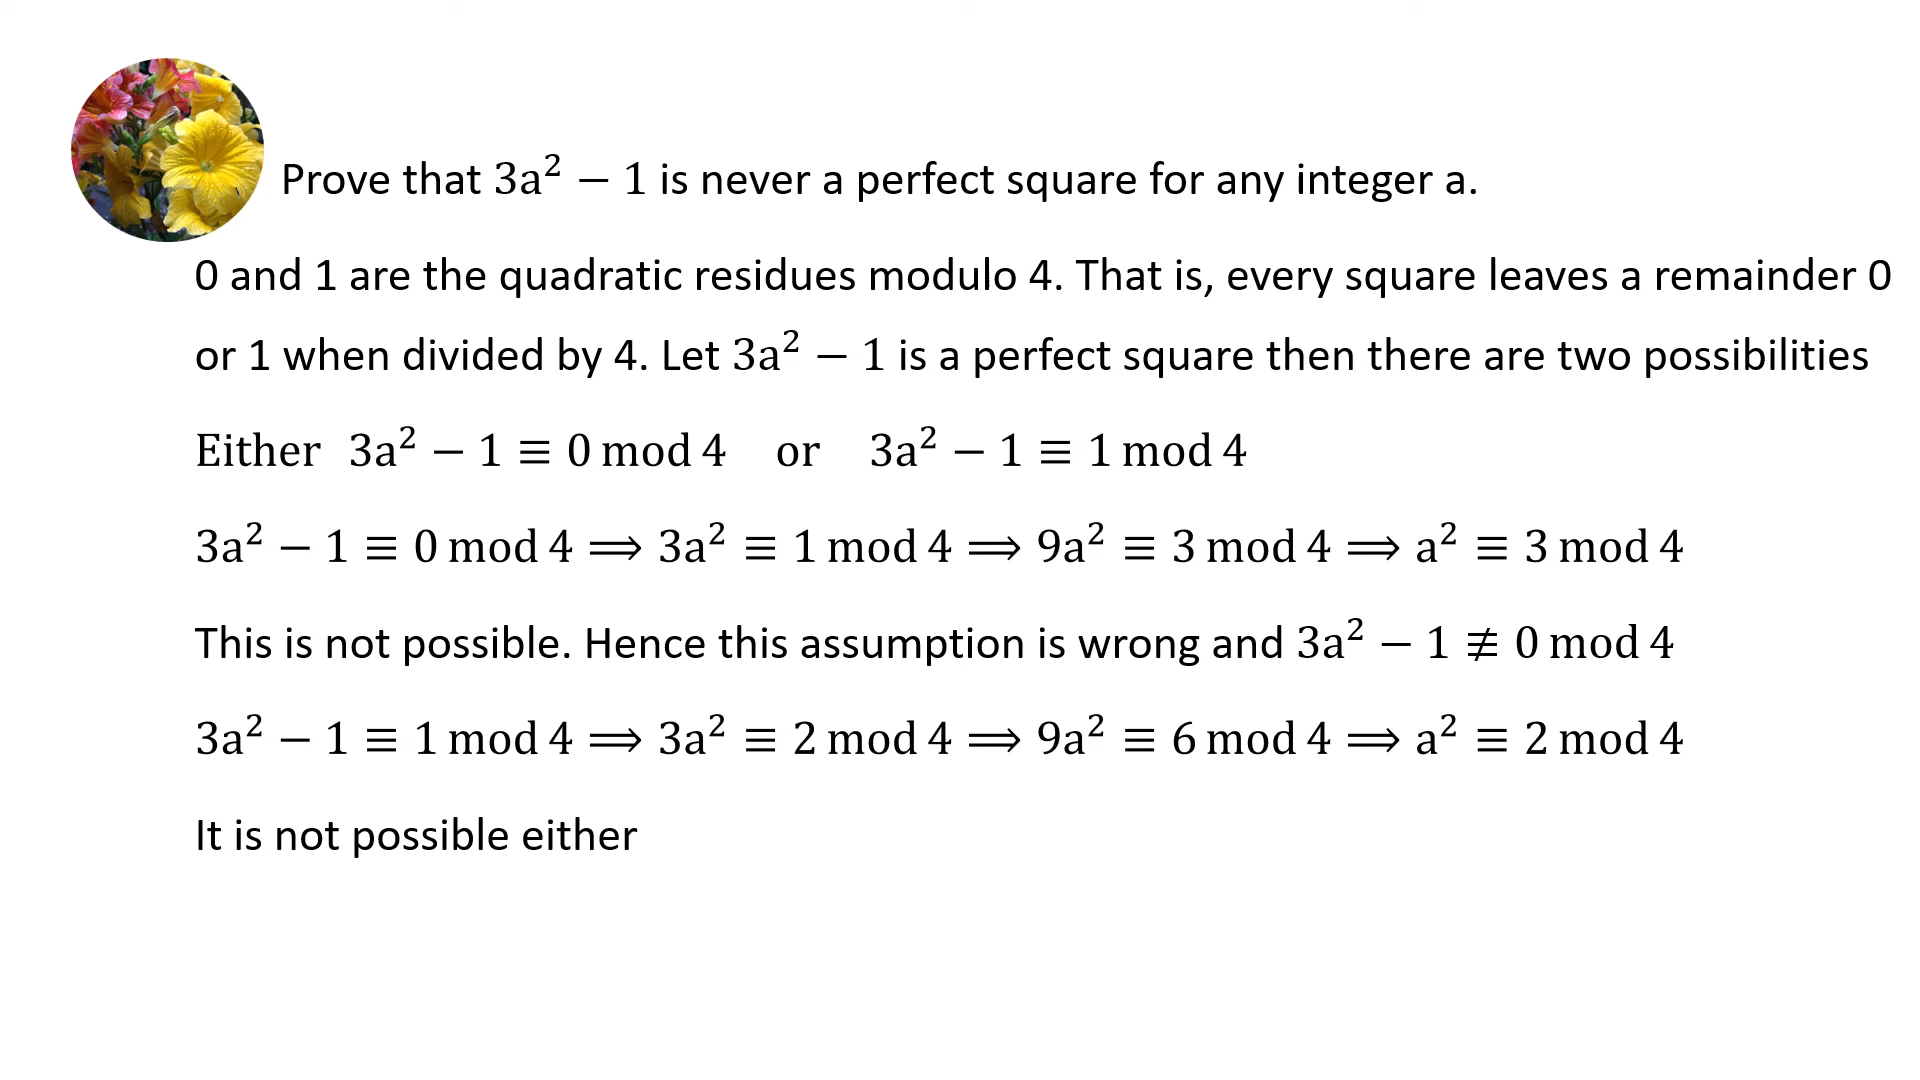 Prove that 3a² − 1 is never a perfect square for any integer a.
0 and 1 are the quadratic residues modulo 4. That is, every square leaves a remainder 0
or 1 when divided by 4. Let 3a² − 1 is a perfect square then there are two possibilities
Either 3a² − 1 ≡ 0 mod 4 or 3a² − 1 ≡ 1 mod 4
3a² − 1 ≡ 0 mod 4 ⟹ 3a² ≡ 1 mod 4 ⟹ 9a² ≡ 3 mod 4 ⟹ a² ≡ 3 mod 4
This is not possible. Hence this assumption is wrong and 3a² − 1 ≢ 0 mod 4
3a² − 1 ≡ 1 mod 4 ⟹ 3a² ≡ 2 mod 4 ⟹ 9a² ≡ 6 mod 4 ⟹ a² ≡ 2 mod 4
It is not possible either